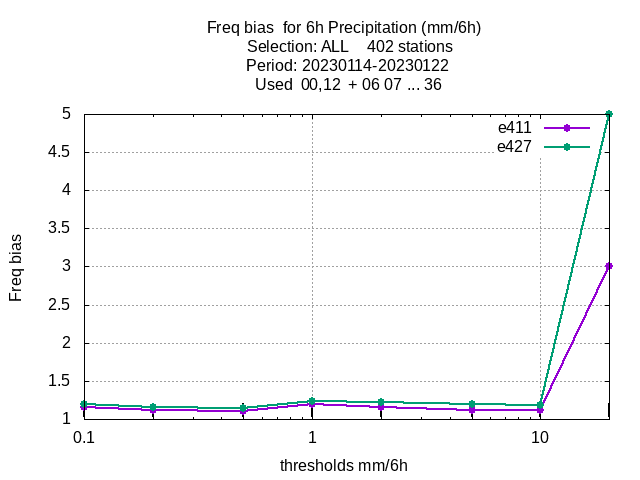 Freq bias  for 6h Precipitation (mm/6h)
Selection: ALL    402 stations
Period: 20230114-20230122
Used  00,12  + 06 07 ... 36
e411
e427
5
4.5
4
3.5
3
2.5
2
1.5
1
Freq bias
0.1 1 10
thresholds mm/6h